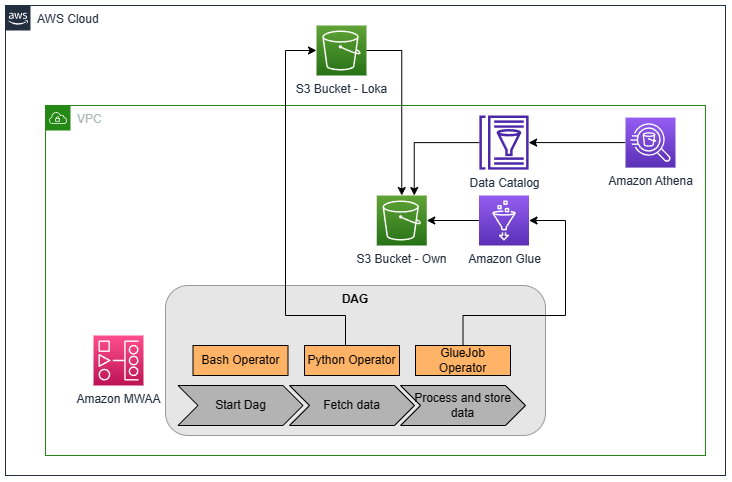 aws
AWS Cloud
S3 Bucket - Loka
VPC
Data Catalog
Amazon Athena
S3 Bucket - Own
Amazon Glue
DAG
Bash Operator
Python Operator
GlueJob
Operator
Amazon MWAA
Start Dag
Fetch data
Process and store
data